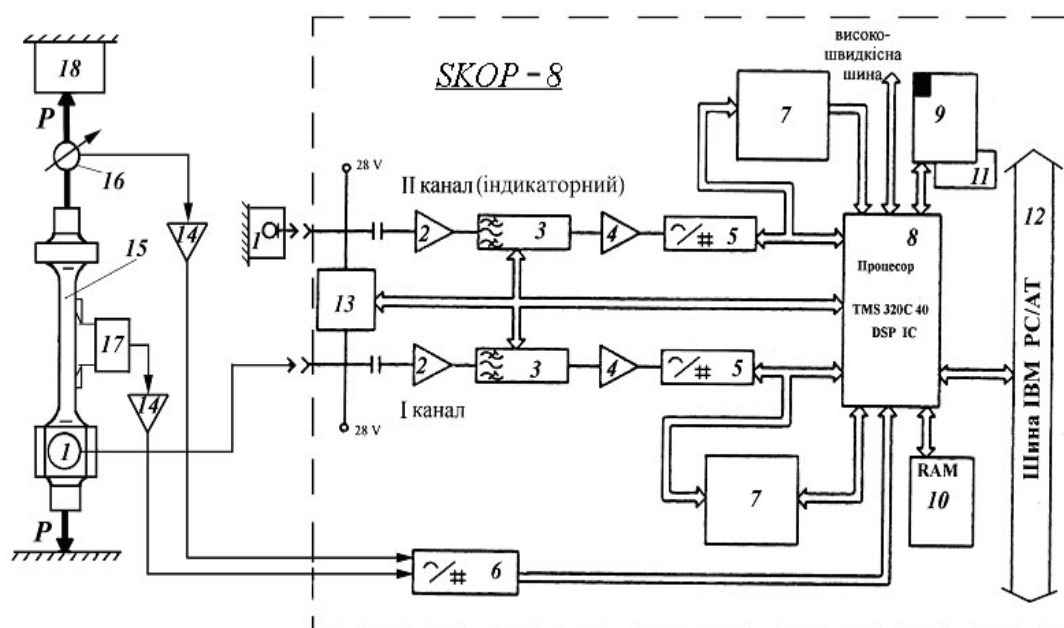 SKOP - 8
високо-
швидкісна
шина
18
P
16
14
15
17
14
1
P
1
28 V
II канал (індикаторний)
2
3
4
5
7
13
28 V
I канал
2
3
4
5
7
6
8
Процесор
TMS 320C 40
DSP IC
9
11
RAM
10
12
Шина IBM PC/AT